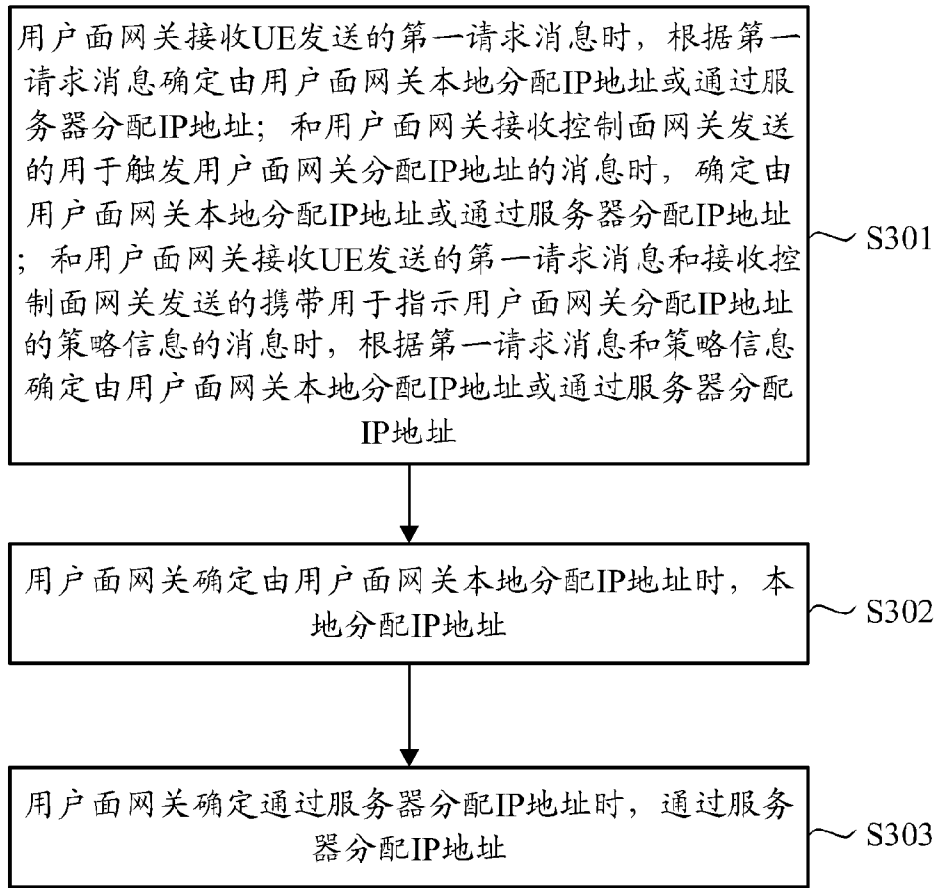 用户面网关接收UE发送的第一请求消息时，根据第一
请求消息确定由用户面网关本地分配IP地址或通过服
务器分配IP地址；和用户面网关接收控制面网关发送
的用于触发用户面网关分配IP地址的消息时，确定由
用户面网关本地分配IP地址或通过服务器分配IP地址
；和用户面网关接收UE发送的第一请求消息和接收控
制面网关发送的携带用于指示用户面网关分配IP地址
的策略信息的消息时，根据第一请求消息和策略信息
确定由用户面网关本地分配IP地址或通过服务器分配
IP地址
S301
用户面网关确定由用户面网关本地分配IP地址时，本
地分配IP地址
S302
用户面网关确定通过服务器分配IP地址时，通过服务
器分配IP地址
S303